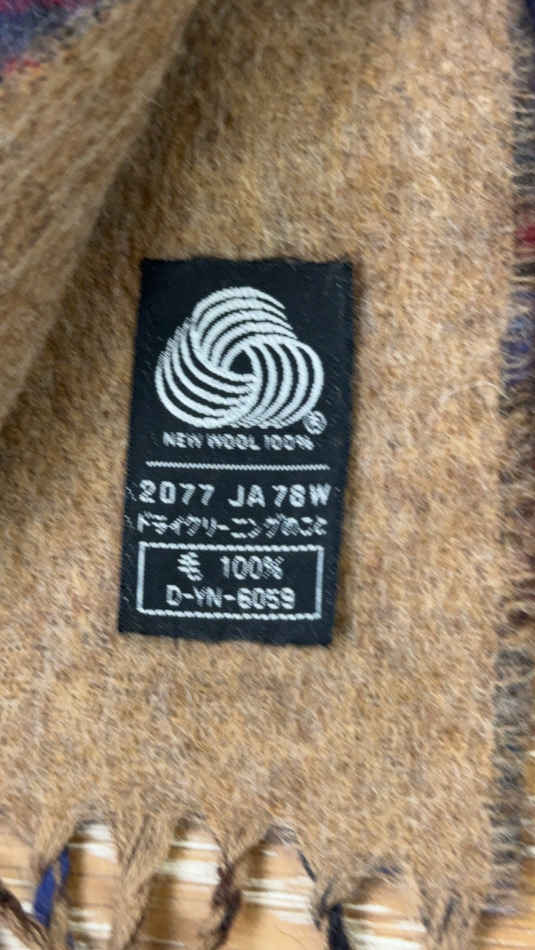 ®
NEW WOOL 100%
2077 JA 78W
ドライクリーニングのこと
毛 100%
D-YN-6059